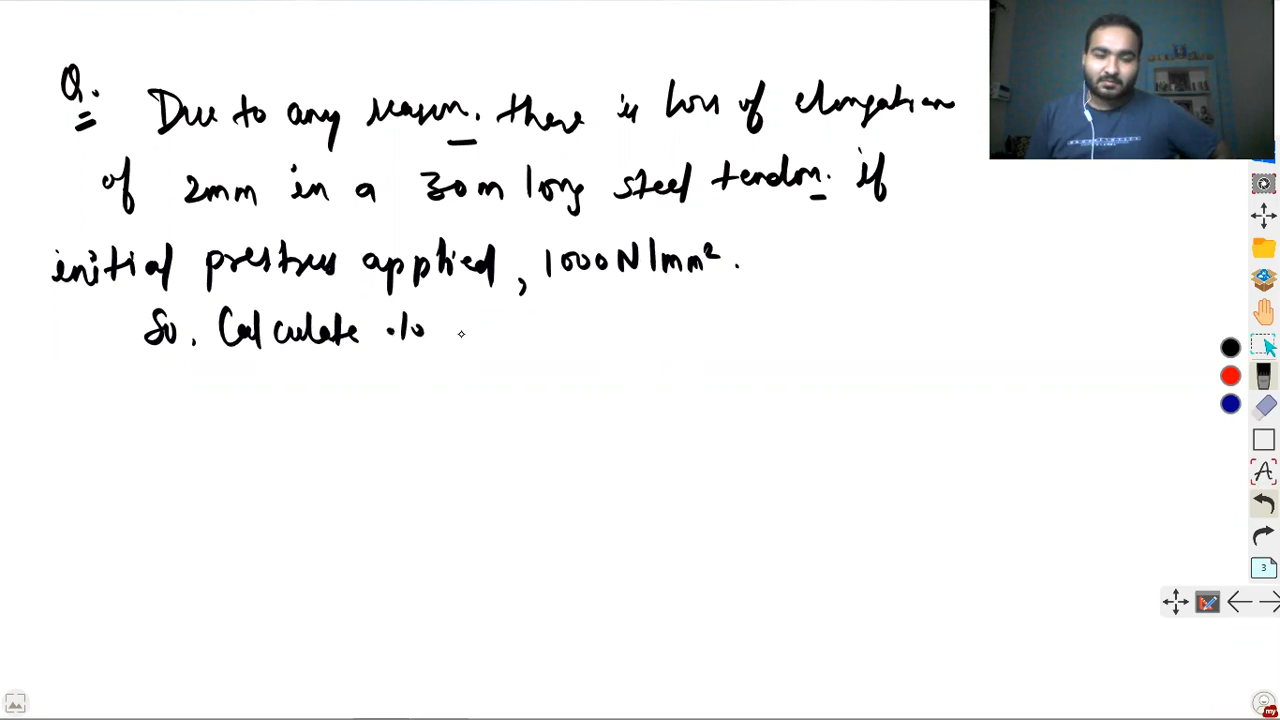 Q. Due to any reason. there is loss of elongation
of 2mm in a 30m long steel tendon. if
initial prestress applied, 1000N/mm².
So. Calculate %
3